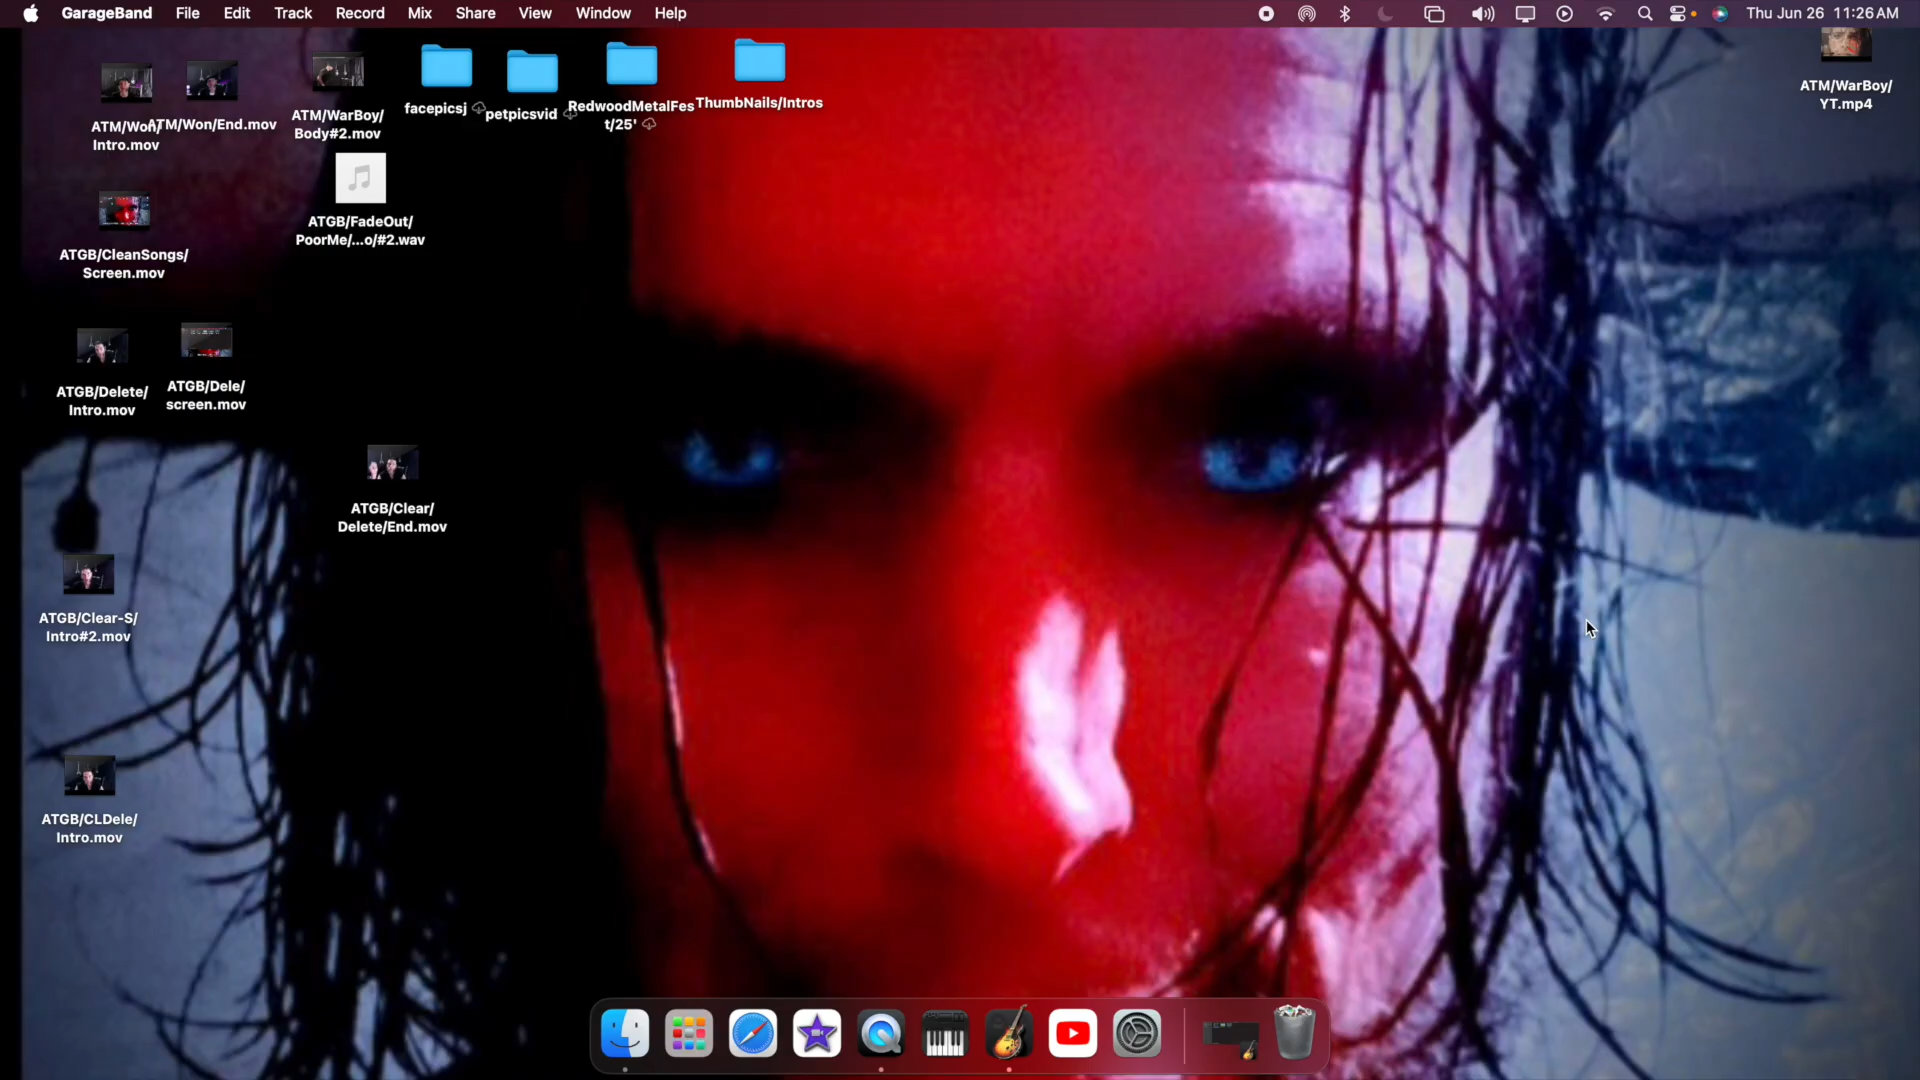 GarageBand File Edit Track Record Mix Share View Window Help Thu Jun 26 11:26 AM
ATM/Won/
Intro.mov
TM/Won/End.mov
ATM/WarBoy/
Body#2.mov
facepicsj
petpicsvid
RedwoodMetalFes
t/25'
ThumbNails/Intros
ATM/WarBoy/
YT.mp4
ATGB/CleanSongs/
Screen.mov
ATGB/FadeOut/
PoorMe/...o/#2.wav
ATGB/Delete/
Intro.mov
ATGB/Dele/
screen.mov
ATGB/Clear/
Delete/End.mov
ATGB/Clear-S/
Intro#2.mov
ATGB/CLDele/
Intro.mov